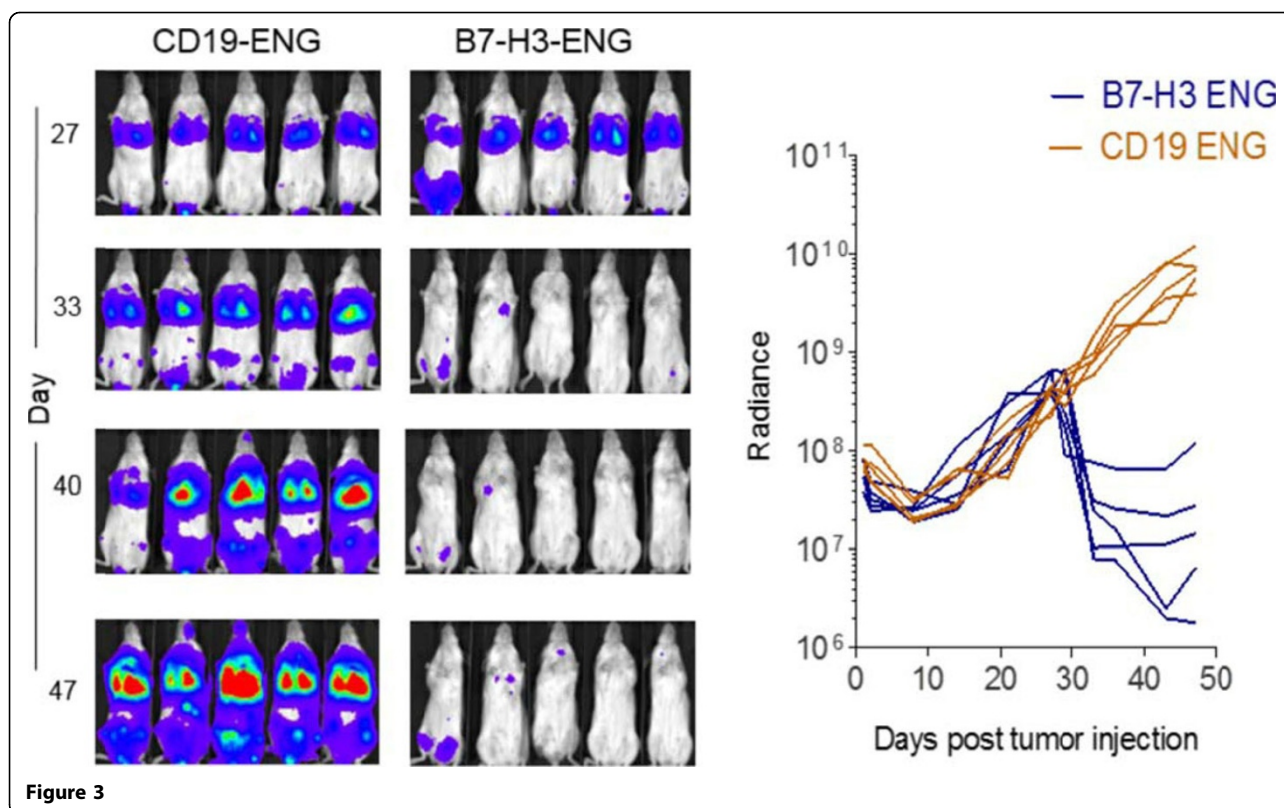 CD19-ENG
B7-H3-ENG
27
33
40
47
Day
B7-H3 ENG
CD19 ENG
10¹¹
10¹⁰
10⁹
10⁸
10⁷
10⁶
Radiance
0 10 20 30 40 50
Days post tumor injection
Figure 3